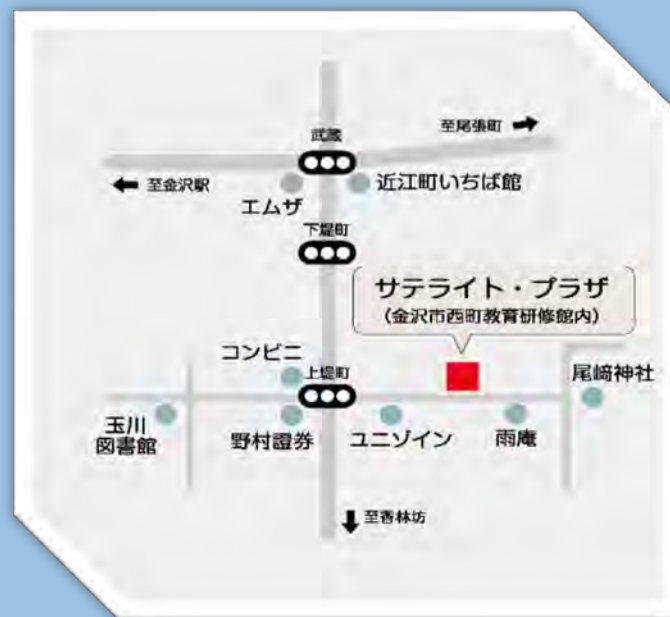 武蔵
至尾張町
至金沢駅
エムザ
近江町いちば館
下堤町
サテライト・プラザ
(金沢市西町教育研修館内)
コンビニ
上堤町
尾﨑神社
玉川
図書館
野村證券
ユニゾイン
雨庵
至香林坊